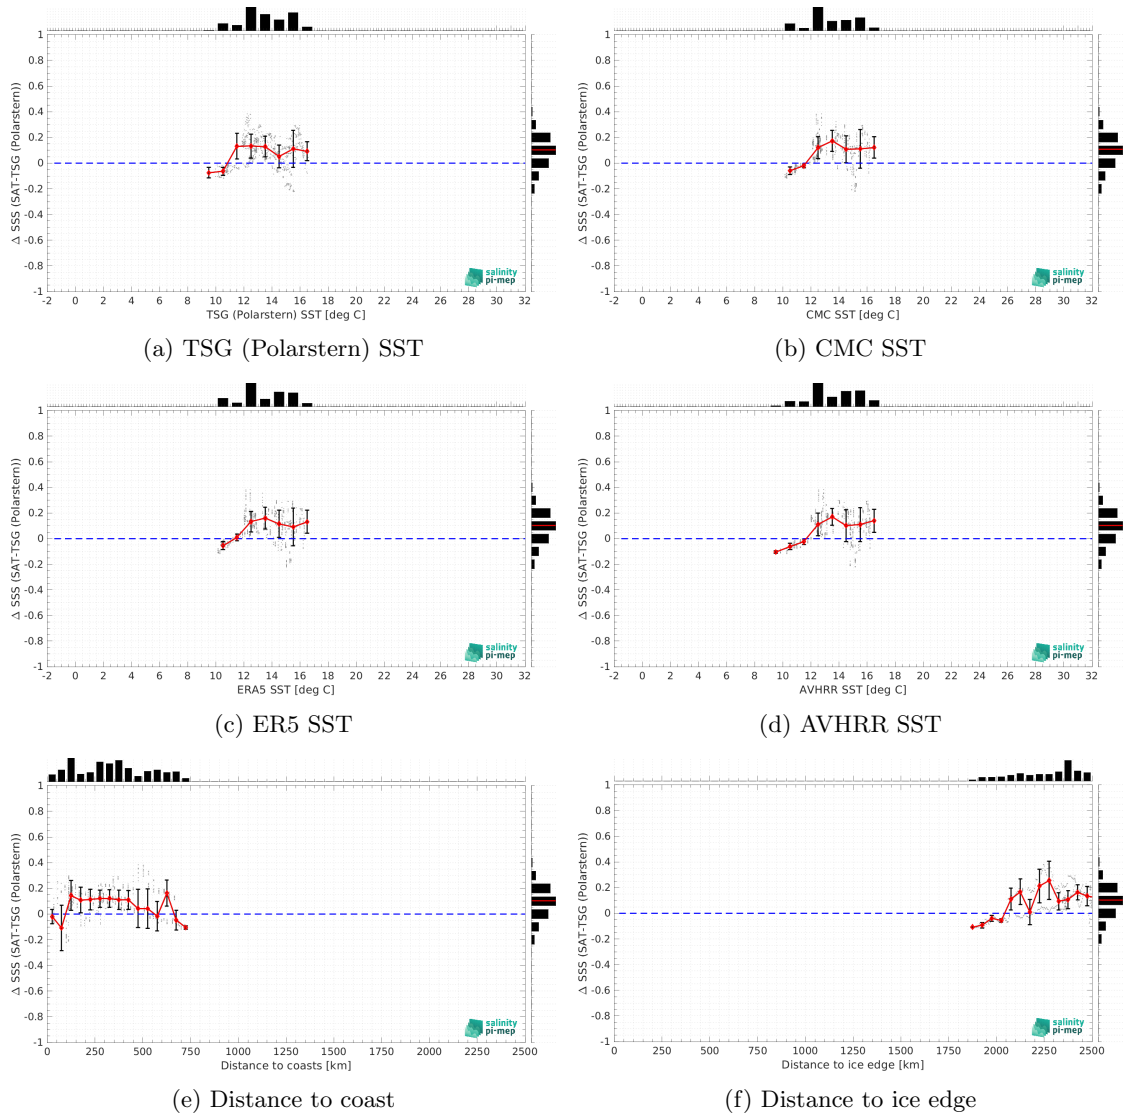 1
0.8
0.6
0.4
0.2
0
-0.2
-0.4
-0.6
-0.8
-1
Δ SSS (SAT-TSG (Polarstern))
salinity
pi-mep
-2 0 2 4 6 8 10 12 14 16 18 20 22 24 26 28 30 32
TSG (Polarstern) SST [deg C]
(a) TSG (Polarstern) SST
1
0.8
0.6
0.4
0.2
0
-0.2
-0.4
-0.6
-0.8
-1
Δ SSS (SAT-TSG (Polarstern))
salinity
pi-mep
-2 0 2 4 6 8 10 12 14 16 18 20 22 24 26 28 30 32
CMC SST [deg C]
(b) CMC SST
1
0.8
0.6
0.4
0.2
0
-0.2
-0.4
-0.6
-0.8
-1
Δ SSS (SAT-TSG (Polarstern))
salinity
pi-mep
-2 0 2 4 6 8 10 12 14 16 18 20 22 24 26 28 30 32
ERA5 SST [deg C]
(c) ER5 SST
1
0.8
0.6
0.4
0.2
0
-0.2
-0.4
-0.6
-0.8
-1
Δ SSS (SAT-TSG (Polarstern))
salinity
pi-mep
-2 0 2 4 6 8 10 12 14 16 18 20 22 24 26 28 30 32
AVHRR SST [deg C]
(d) AVHRR SST
1
0.8
0.6
0.4
0.2
0
-0.2
-0.4
-0.6
-0.8
-1
Δ SSS (SAT-TSG (Polarstern))
salinity
pi-mep
0 250 500 750 1000 1250 1500 1750 2000 2250 2500
Distance to coasts [km]
(e) Distance to coast
1
0.8
0.6
0.4
0.2
0
-0.2
-0.4
-0.6
-0.8
-1
Δ SSS (SAT-TSG (Polarstern))
salinity
pi-mep
0 250 500 750 1000 1250 1500 1750 2000 2250 2500
Distance to ice edge [km]
(f) Distance to ice edge